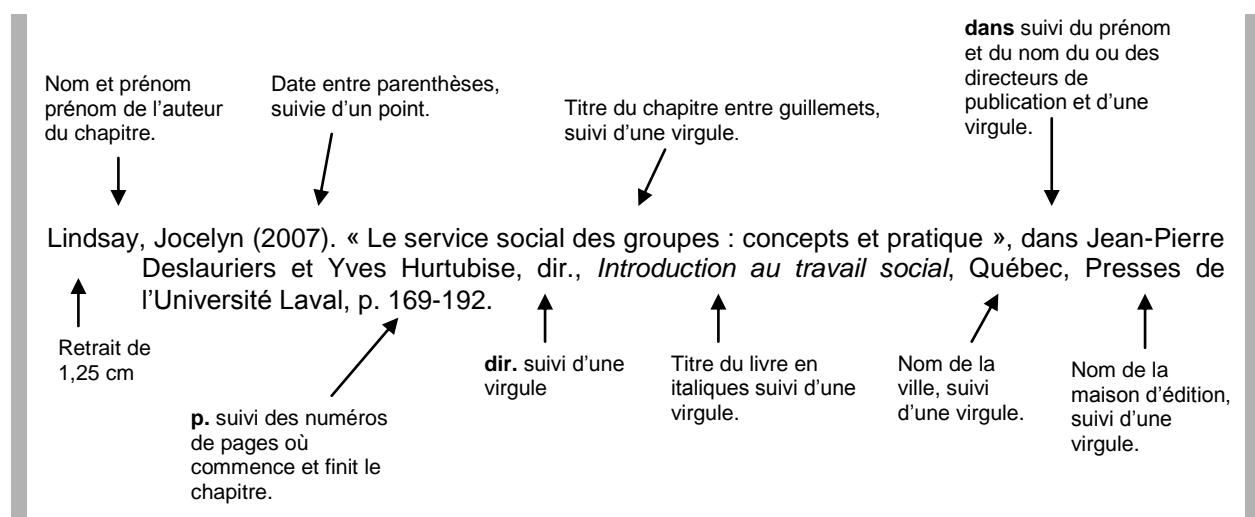 dans suivi du prénom
et du nom du ou des
directeurs de
publication et d'une
virgule.
Nom et prénom
prénom de l'auteur
du chapitre.
Date entre parenthèses,
suivie d'un point.
Titre du chapitre entre guillemets,
suivi d'une virgule.
Lindsay, Jocelyn (2007). « Le service social des groupes : concepts et pratique », dans Jean-Pierre
Deslauriers et Yves Hurtubise, dir., Introduction au travail social, Québec, Presses de
l'Université Laval, p. 169-192.
Retrait de
1,25 cm
p. suivi des numéros
de pages où
commence et finit le
chapitre.
dir. suivi d'une
virgule
Titre du livre en
italiques suivi d'une
virgule.
Nom de la
ville, suivi
d'une virgule.
Nom de la
maison d'édition,
suivi d'une
virgule.